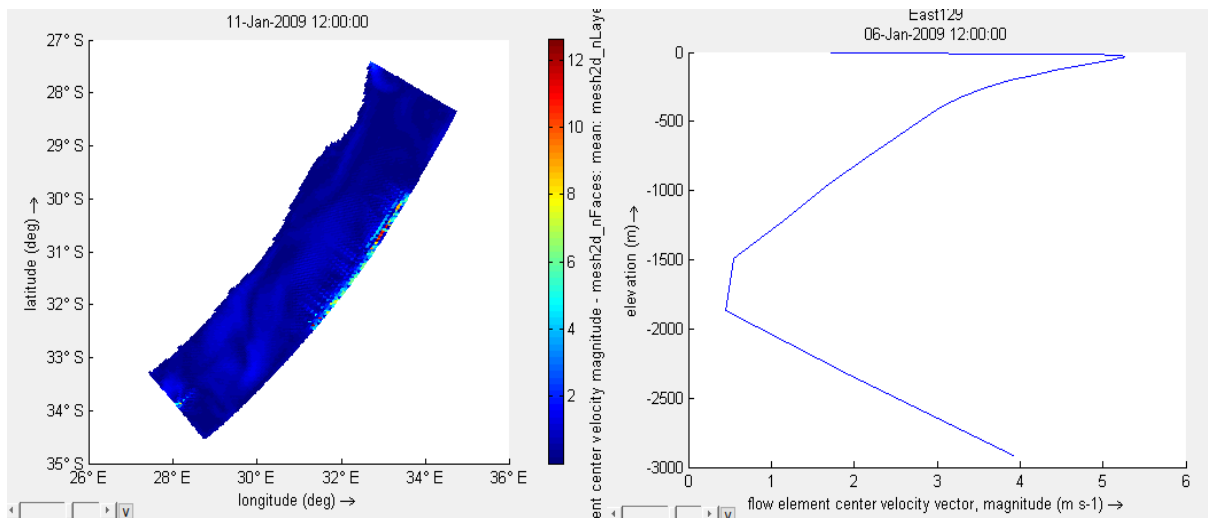 11-Jan-2009 12:00:00
27° S
28° S
29° S
30° S
31° S
32° S
33° S
34° S
35° S
latitude (deg) →
26° E
28° E
30° E
32° E
34° E
36° E
longitude (deg) →
12
10
8
6
4
2
ent center velocity magnitude - mesh2d_nFaces: mean: mesh2d_nLaye
v
East129
06-Jan-2009 12:00:00
0
-500
-1000
-1500
-2000
-2500
-3000
elevation (m) →
0
1
2
3
4
5
6
flow element center velocity vector, magnitude (m s-1) →
v